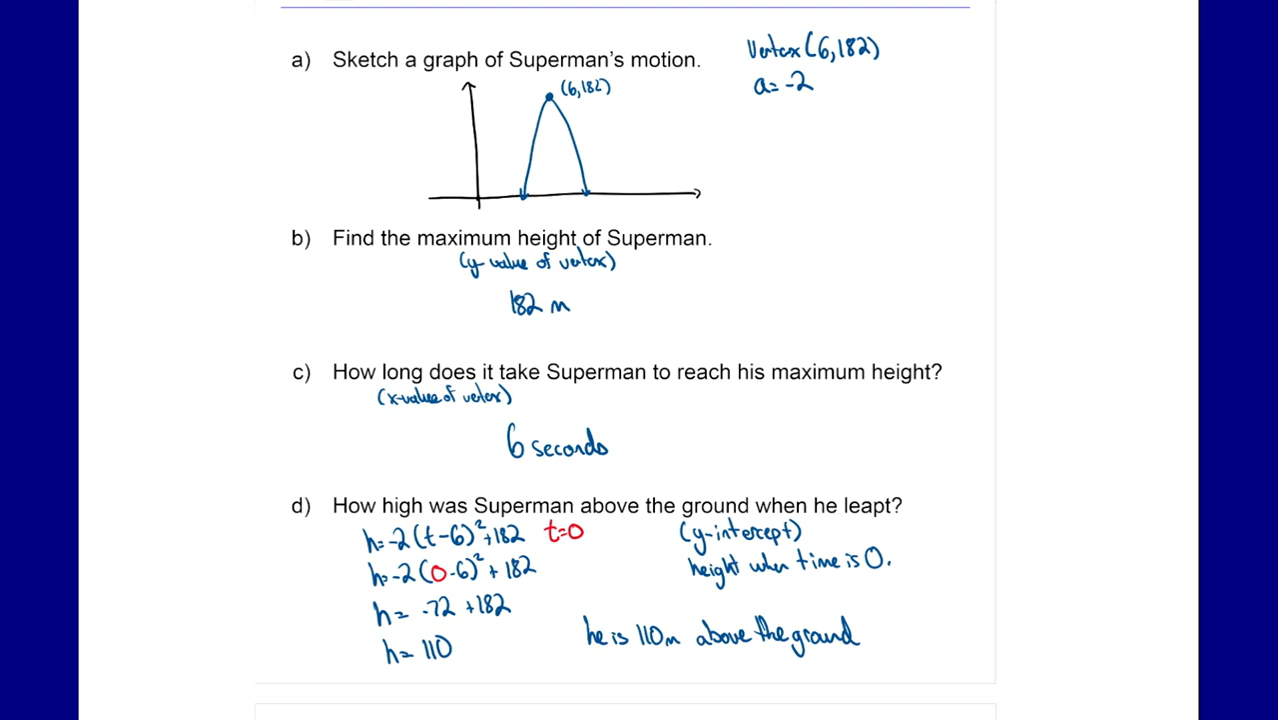 a) Sketch a graph of Superman's motion.
Vertex (6,182)
a= -2
(6,182)
b) Find the maximum height of Superman.
(y-value of vertex)
182 m
c) How long does it take Superman to reach his maximum height?
(x-value of vertex)
6 seconds
d) How high was Superman above the ground when he leapt?
h=-2(t-6)²+182 t=0
(y-intercept)
h=-2(0-6)²+182
height when time is 0.
h= -72 +182
he is 110m above the ground
h= 110